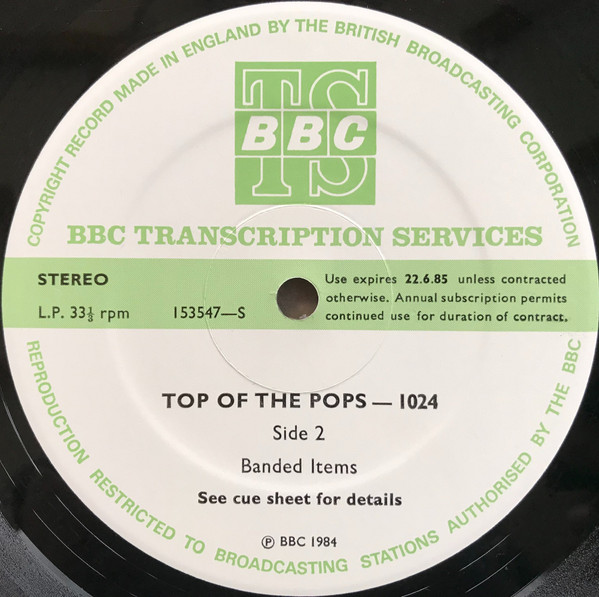 COPYRIGHT RECORD MADE IN ENGLAND BY THE BRITISH BROADCASTING CORPORATION
TS
BBC
BBC TRANSCRIPTION SERVICES
STEREO
L.P. 33⅓ rpm
153547—S
Use expires 22.6.85 unless contracted
otherwise. Annual subscription permits
continued use for duration of contract.
TOP OF THE POPS — 1024
Side 2
Banded Items
See cue sheet for details
℗ BBC 1984
REPRODUCTION RESTRICTED TO BROADCASTING STATIONS AUTHORISED BY THE BBC